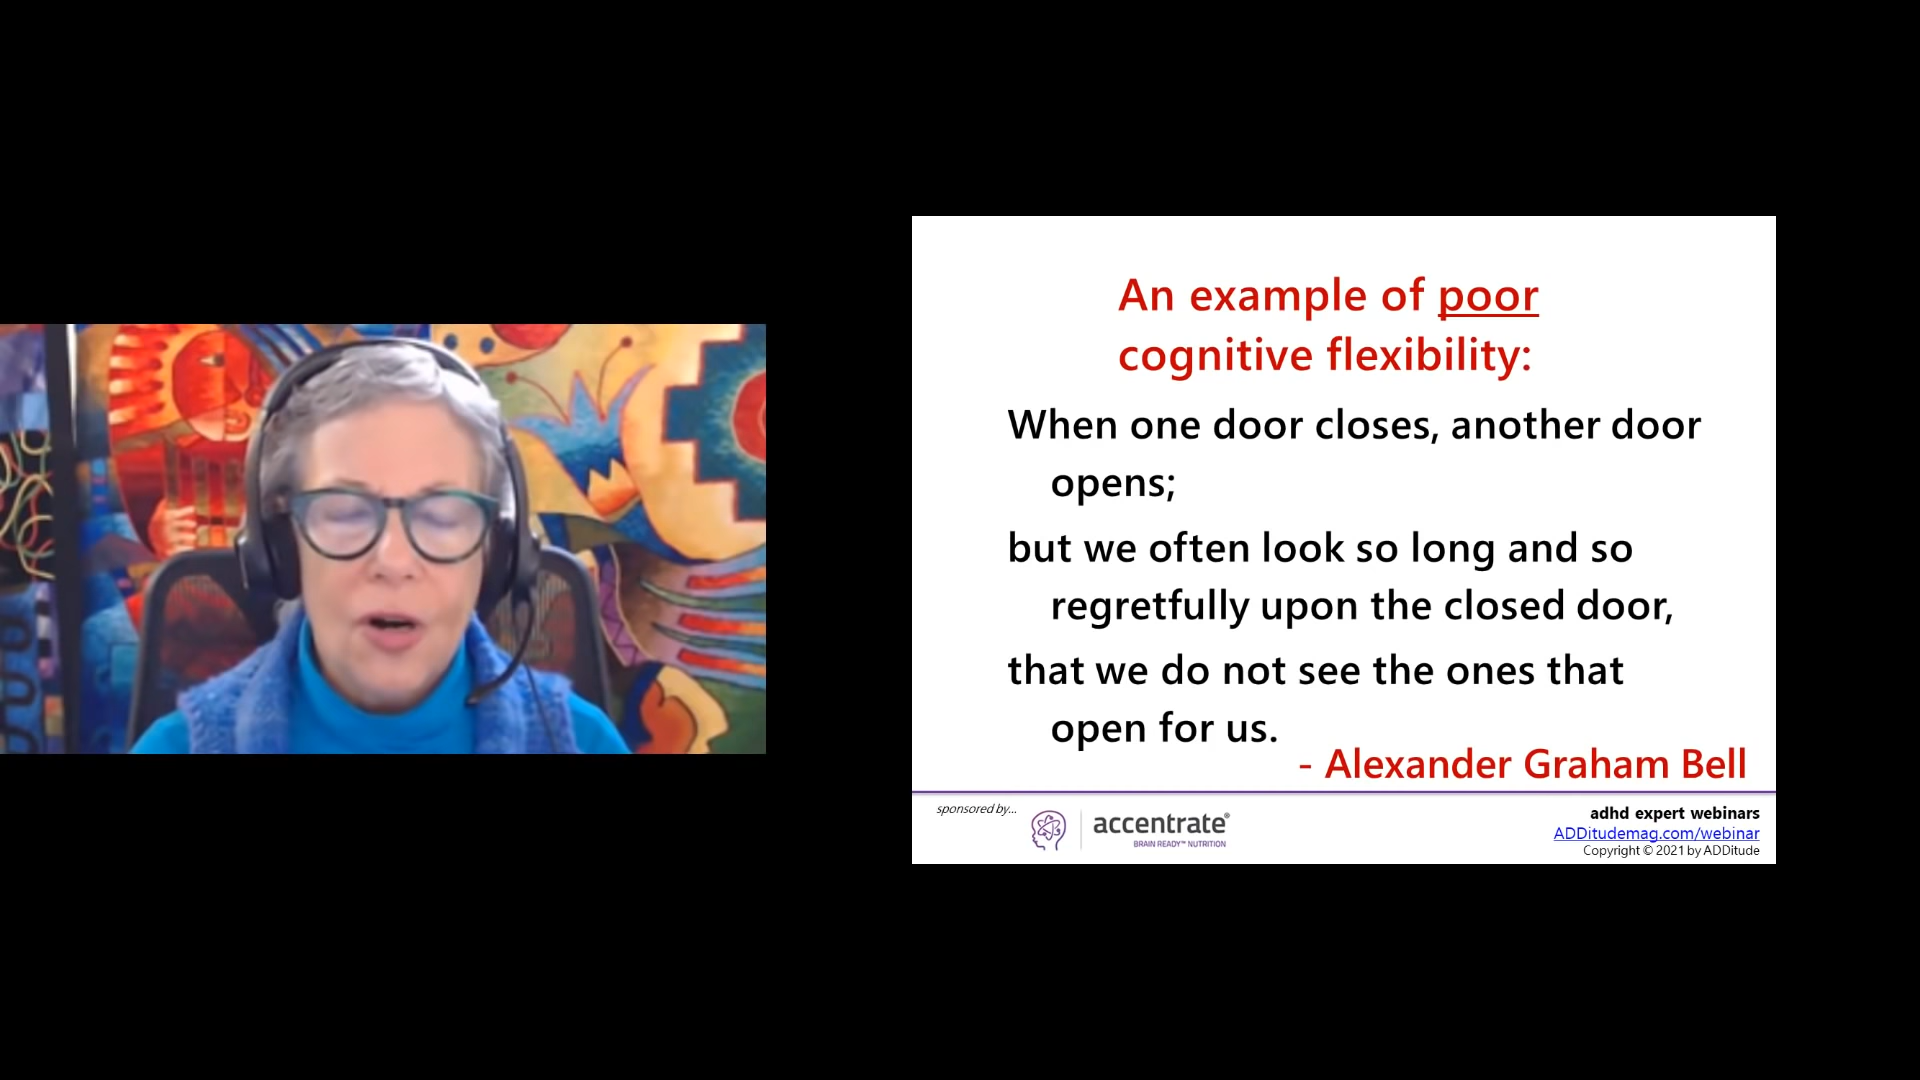 An example of poor
cognitive flexibility:
When one door closes, another door
opens;
but we often look so long and so
regretfully upon the closed door,
that we do not see the ones that
open for us.
- Alexander Graham Bell
sponsored by...
accentrate®
BRAIN READY™ NUTRITION
adhd expert webinars
ADDitudemag.com/webinar
Copyright © 2021 by ADDitude